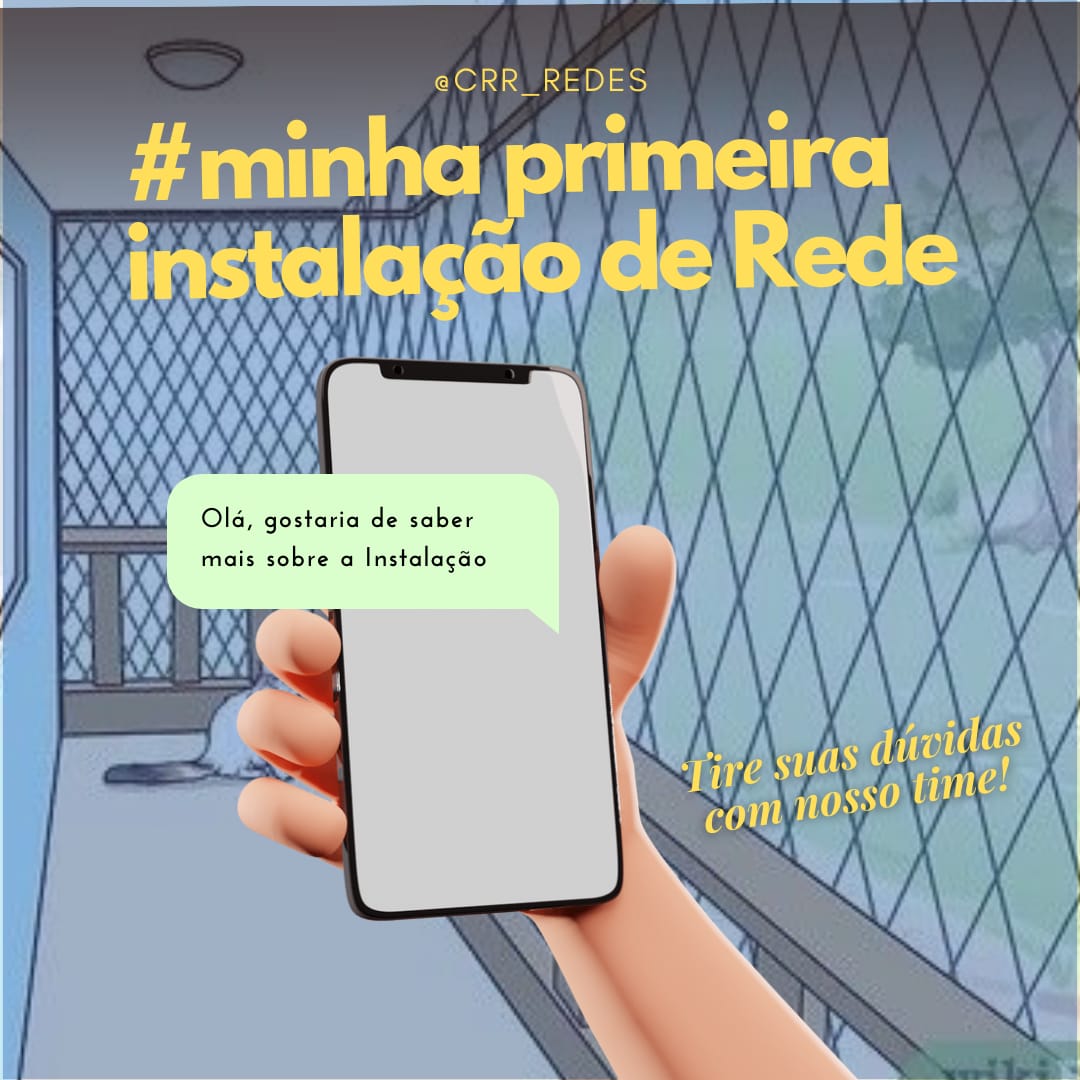 @CRR_REDES
#minha primeira
instalação de Rede
Olá, gostaria de saber
mais sobre a Instalação
Tire suas dúvidas
com nosso time!